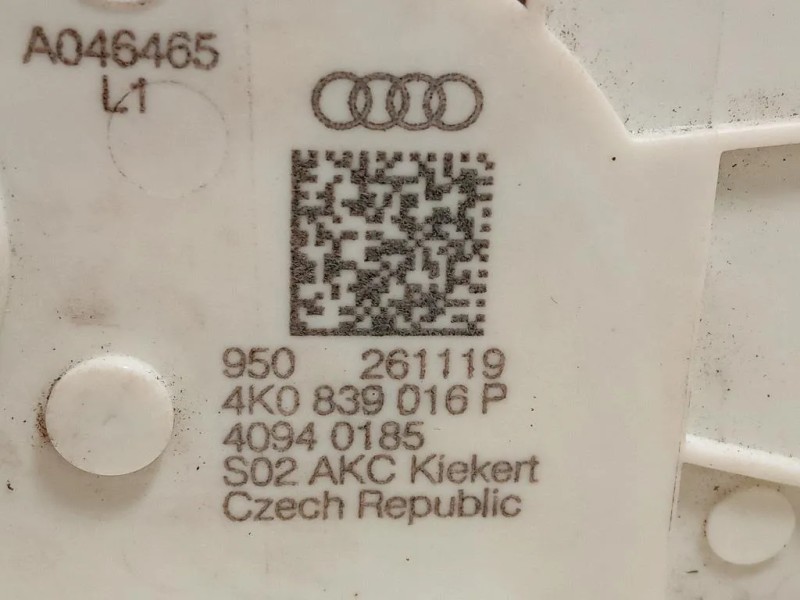 A046465
L1
950 261119
4K0 839 016 P
4094 0185
S02 AKC Kiekert
Czech Republic